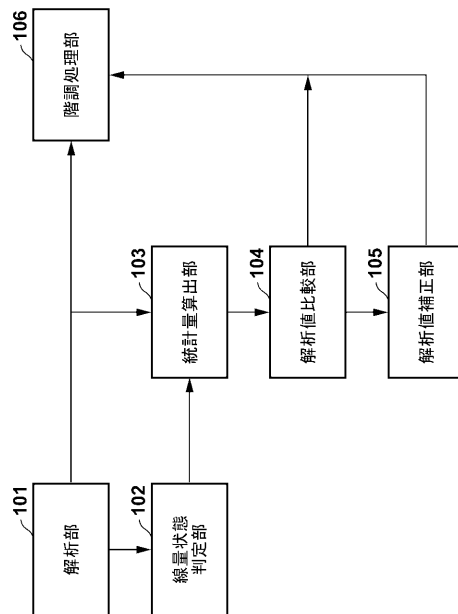 101
解析部
102
線量状態
判定部
103
統計量算出部
104
解析値比較部
105
解析値補正部
106
階調処理部